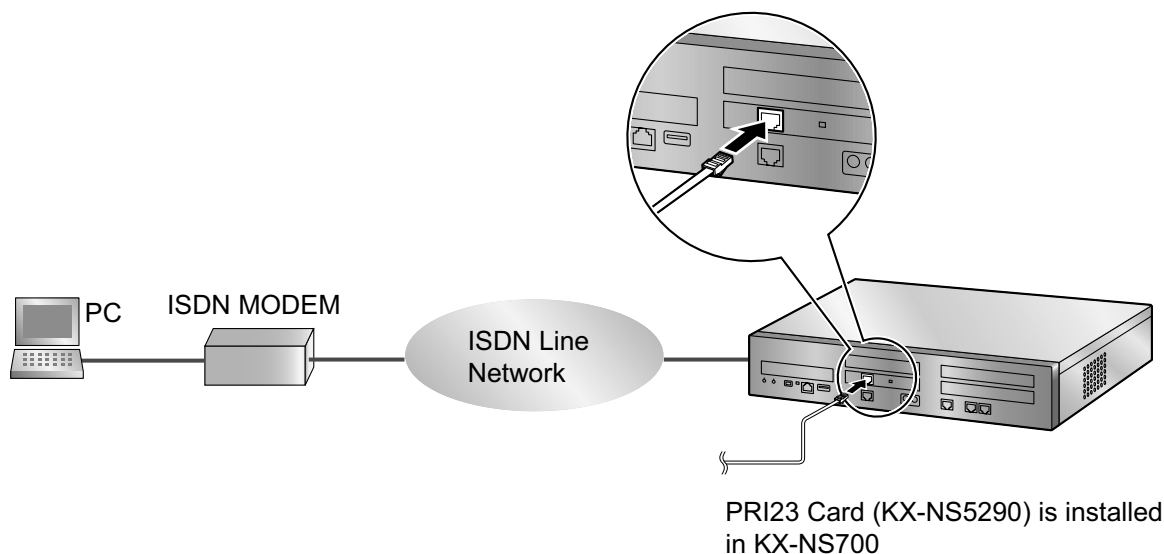 PC
ISDN MODEM
ISDN Line
Network
PRI23 Card (KX-NS5290) is installed
in KX-NS700